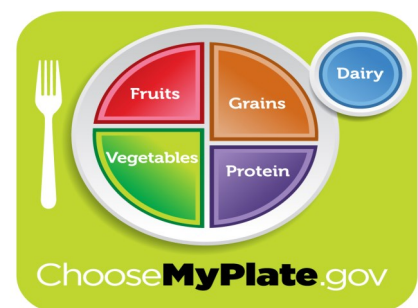 Fruits
Grains
Dairy
Vegetables
Protein
ChooseMyPlate.gov